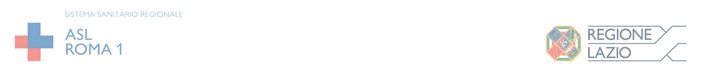 SISTEMA SANITARIO REGIONALE
ASL
ROMA 1
REGIONE
LAZIO